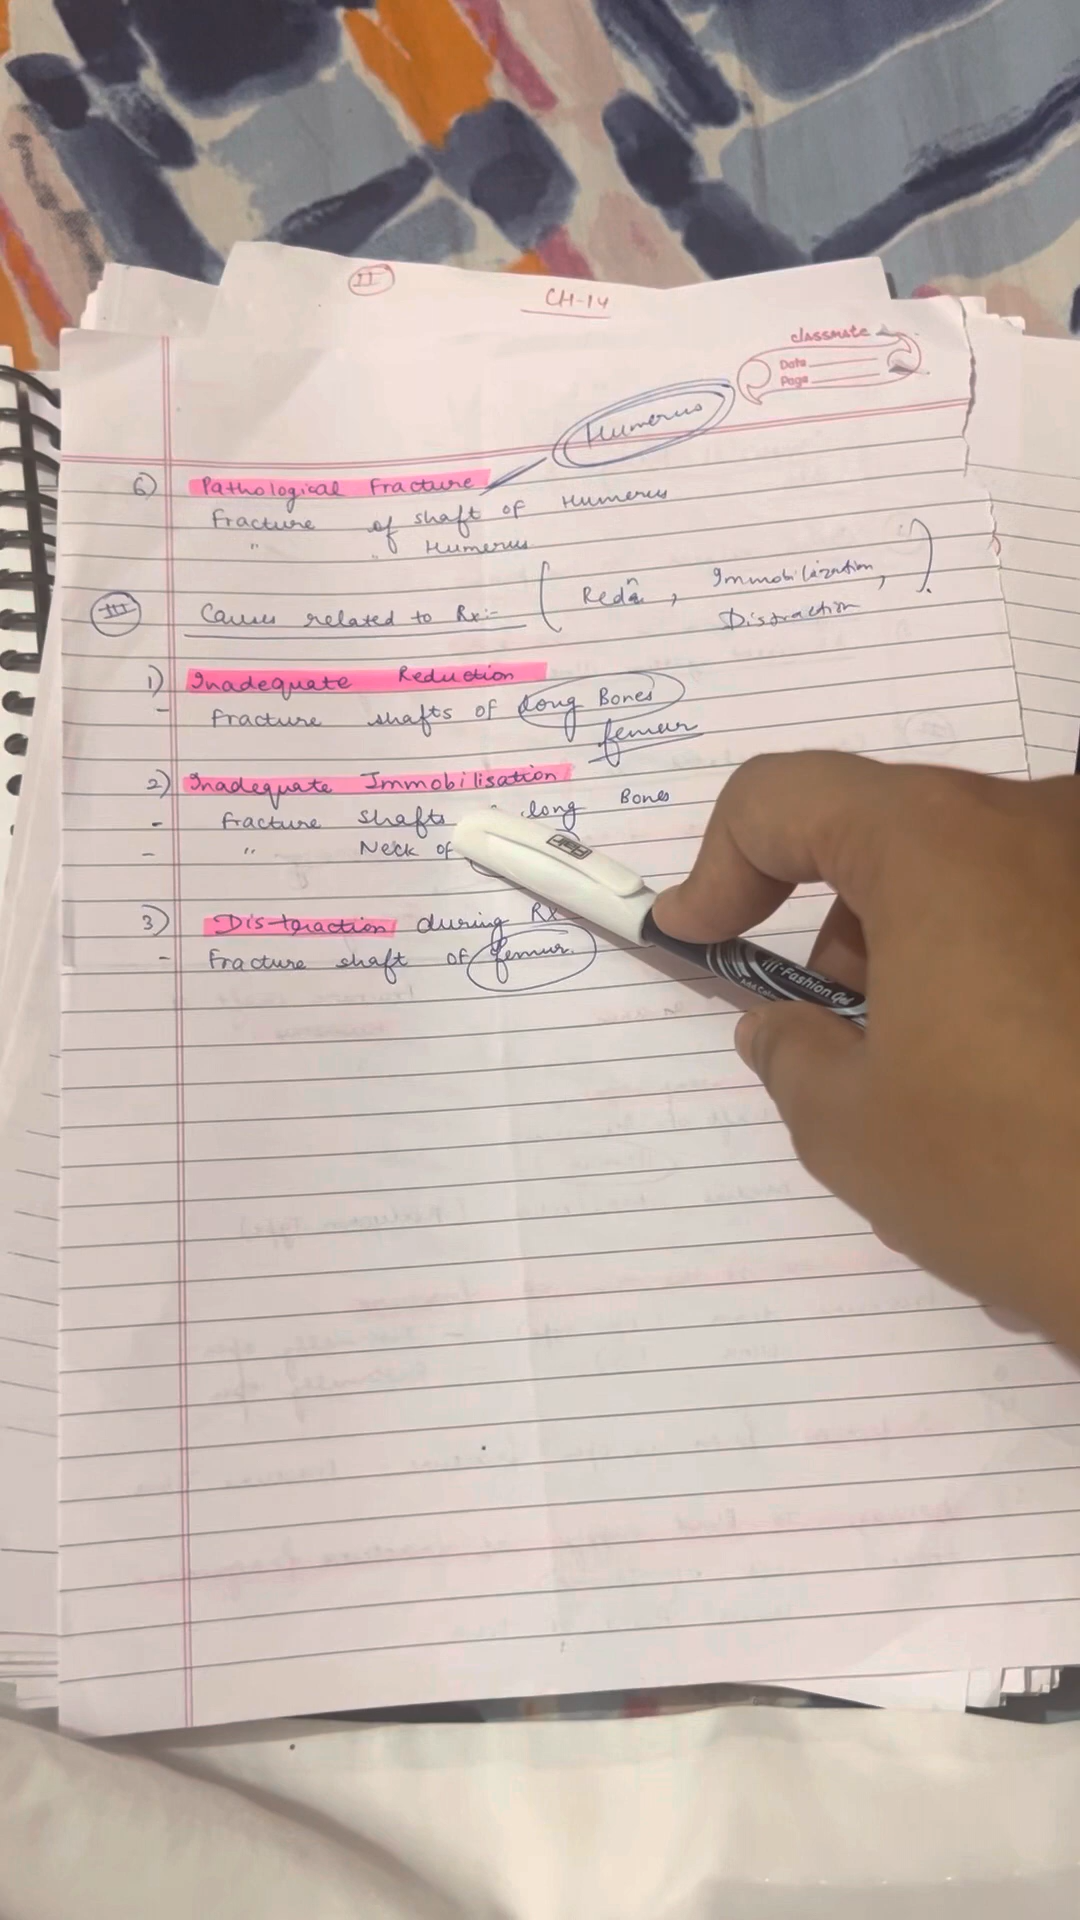 II
CH-14
classmate
Date
Page
Humerus
6) Pathological Fracture
Fracture of shaft of Humerus
" " Humerus
III Causes related to Rx:- ( Redn, Immobilization, Distraction )
1) Inadequate Reduction
- Fracture shafts of long Bones
femur
2) Inadequate Immobilisation
- Fracture shafts long Bones
- " Neck of
3) Distraction during Rx
- Fracture shaft of femur.
Flair
Fashion Gel